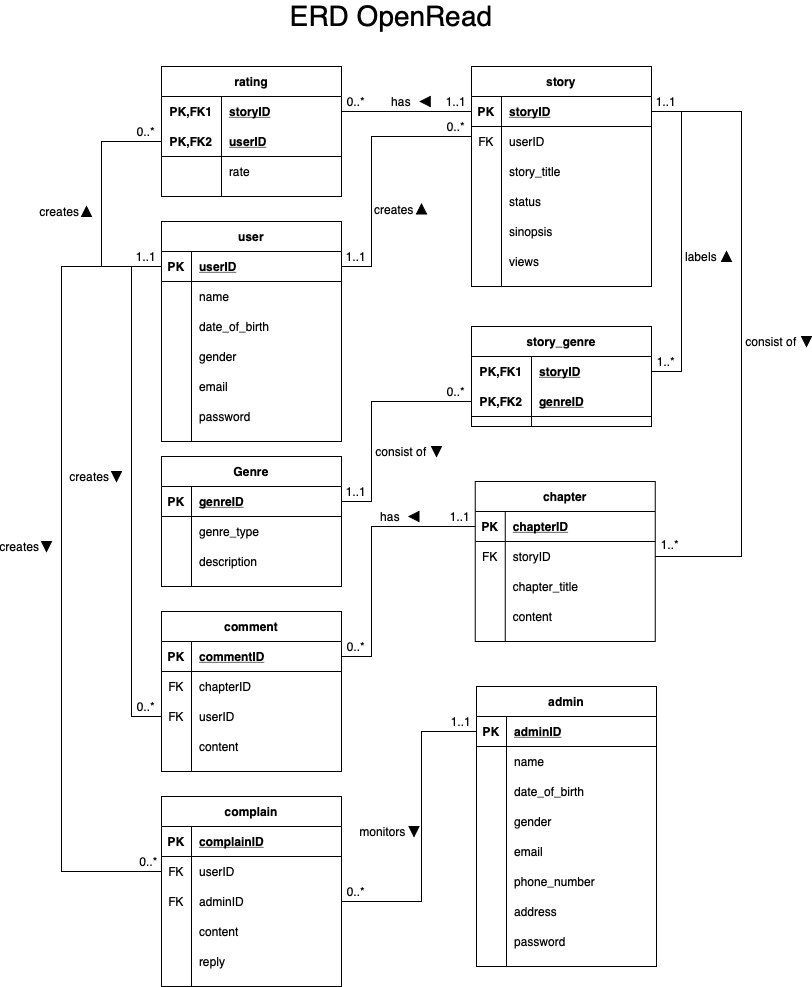 ERD OpenRead
rating
PK,FK1 storyID
PK,FK2 userID
rate
story
PK storyID
FK userID
story_title
status
sinopsis
views
0..*
has ◀
1..1
1..1
0..*
0..*
creates ▲
creates ▲
user
PK userID
name
date_of_birth
gender
email
password
1..1
1..1
labels ▲
story_genre
PK,FK1 storyID
PK,FK2 genreID
1..*
0..*
consist of ▼
consist of ▼
Genre
PK genreID
genre_type
description
1..1
creates ▼
has ◀
1..1
chapter
PK chapterID
FK storyID
chapter_title
content
1..*
creates ▼
comment
PK commentID
FK chapterID
FK userID
content
0..*
0..*
admin
PK adminID
name
date_of_birth
gender
email
phone_number
address
password
1..1
monitors ▼
complain
PK complainID
FK userID
FK adminID
content
reply
0..*
0..*